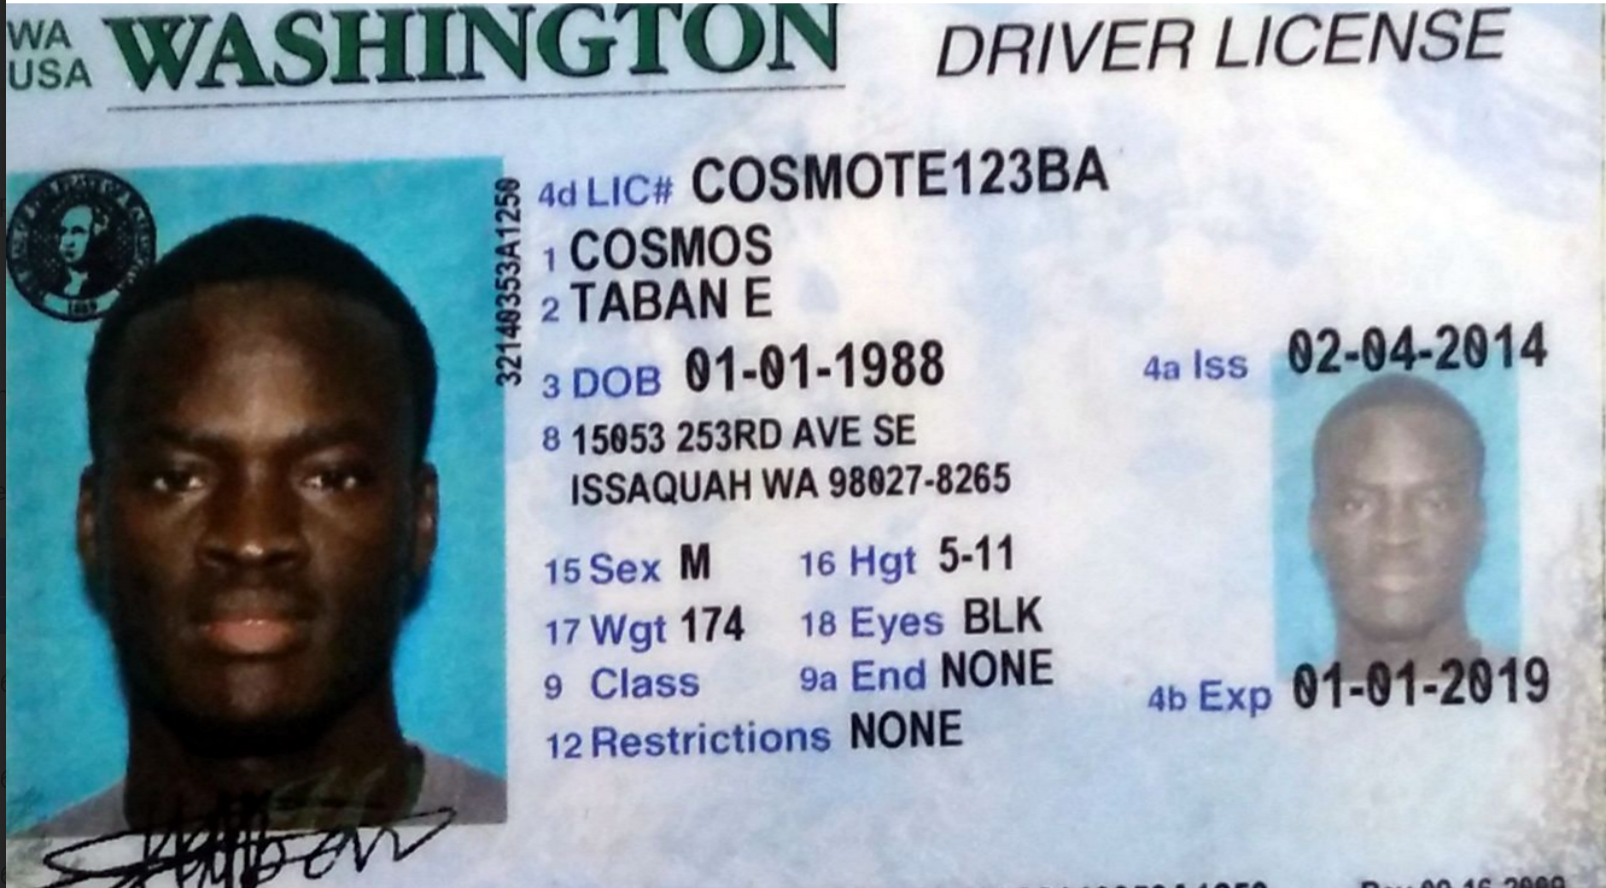 WA
USA
WASHINGTON
DRIVER LICENSE
32140353A1250
4d LIC# COSMOTE123BA
1 COSMOS
2 TABAN E
3 DOB 01-01-1988
4a Iss 02-04-2014
8 15053 253RD AVE SE
ISSAQUAH WA 98027-8265
15 Sex M 16 Hgt 5-11
17 Wgt 174 18 Eyes BLK
9 Class 9a End NONE
4b Exp 01-01-2019
12 Restrictions NONE